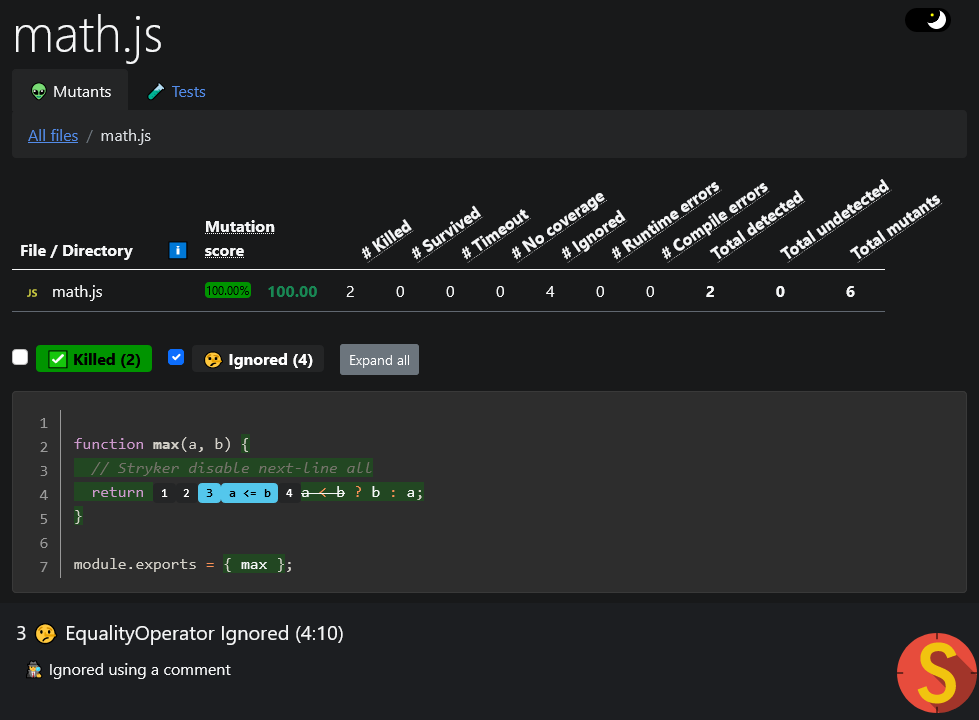 math.js
👽 Mutants 🧪 Tests
All files / math.js
File / Directory ℹ Mutation score # Killed # Survived # Timeout # No coverage # Ignored # Runtime errors # Compile errors Total detected Total undetected Total mutants
JS math.js 100.00% 100.00 2 0 0 0 4 0 0 2 0 6
✅ Killed (2) 🤥 Ignored (4) Expand all
1
2 function max(a, b) {
3 // Stryker disable next-line all
4 return 1 2 3 a <= b 4 a < b ? b : a;
5 }
6
7 module.exports = { max };
3 🤥 EqualityOperator Ignored (4:10)
🕵 Ignored using a comment
S